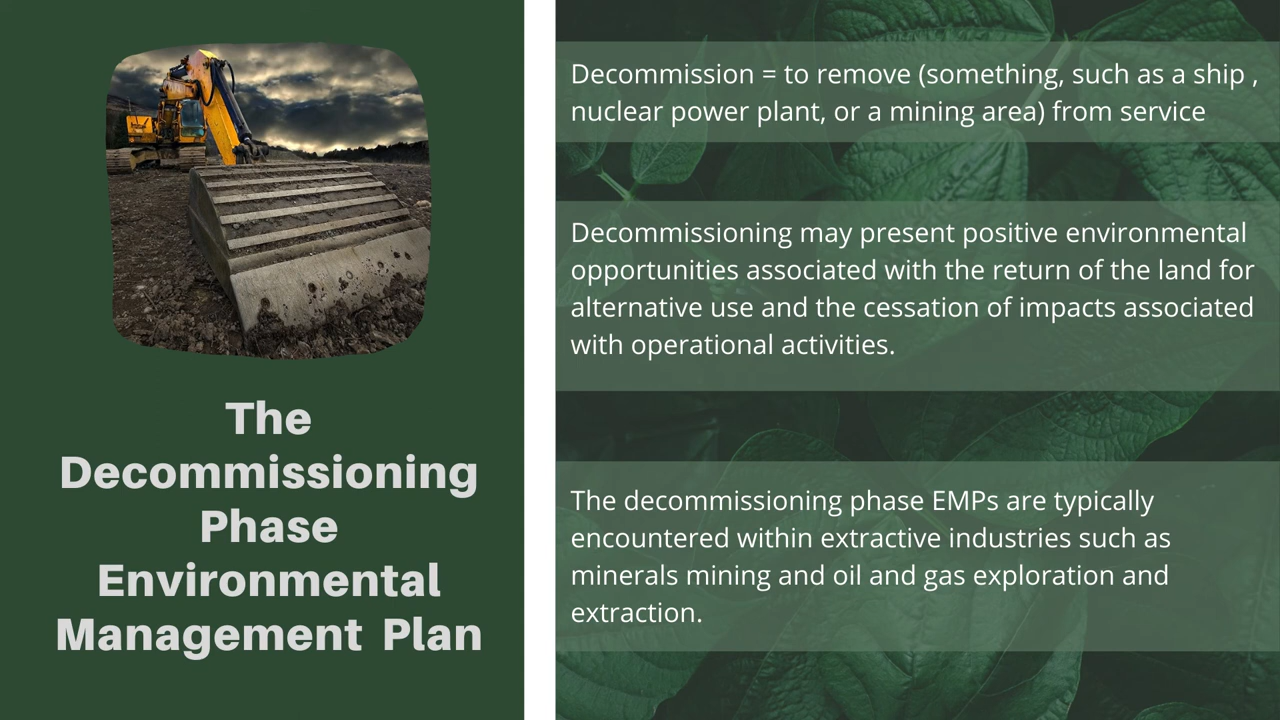 The
Decommissioning
Phase
Environmental
Management Plan
Decommission = to remove (something, such as a ship ,
nuclear power plant, or a mining area) from service
Decommissioning may present positive environmental
opportunities associated with the return of the land for
alternative use and the cessation of impacts associated
with operational activities.
The decommissioning phase EMPs are typically
encountered within extractive industries such as
minerals mining and oil and gas exploration and
extraction.